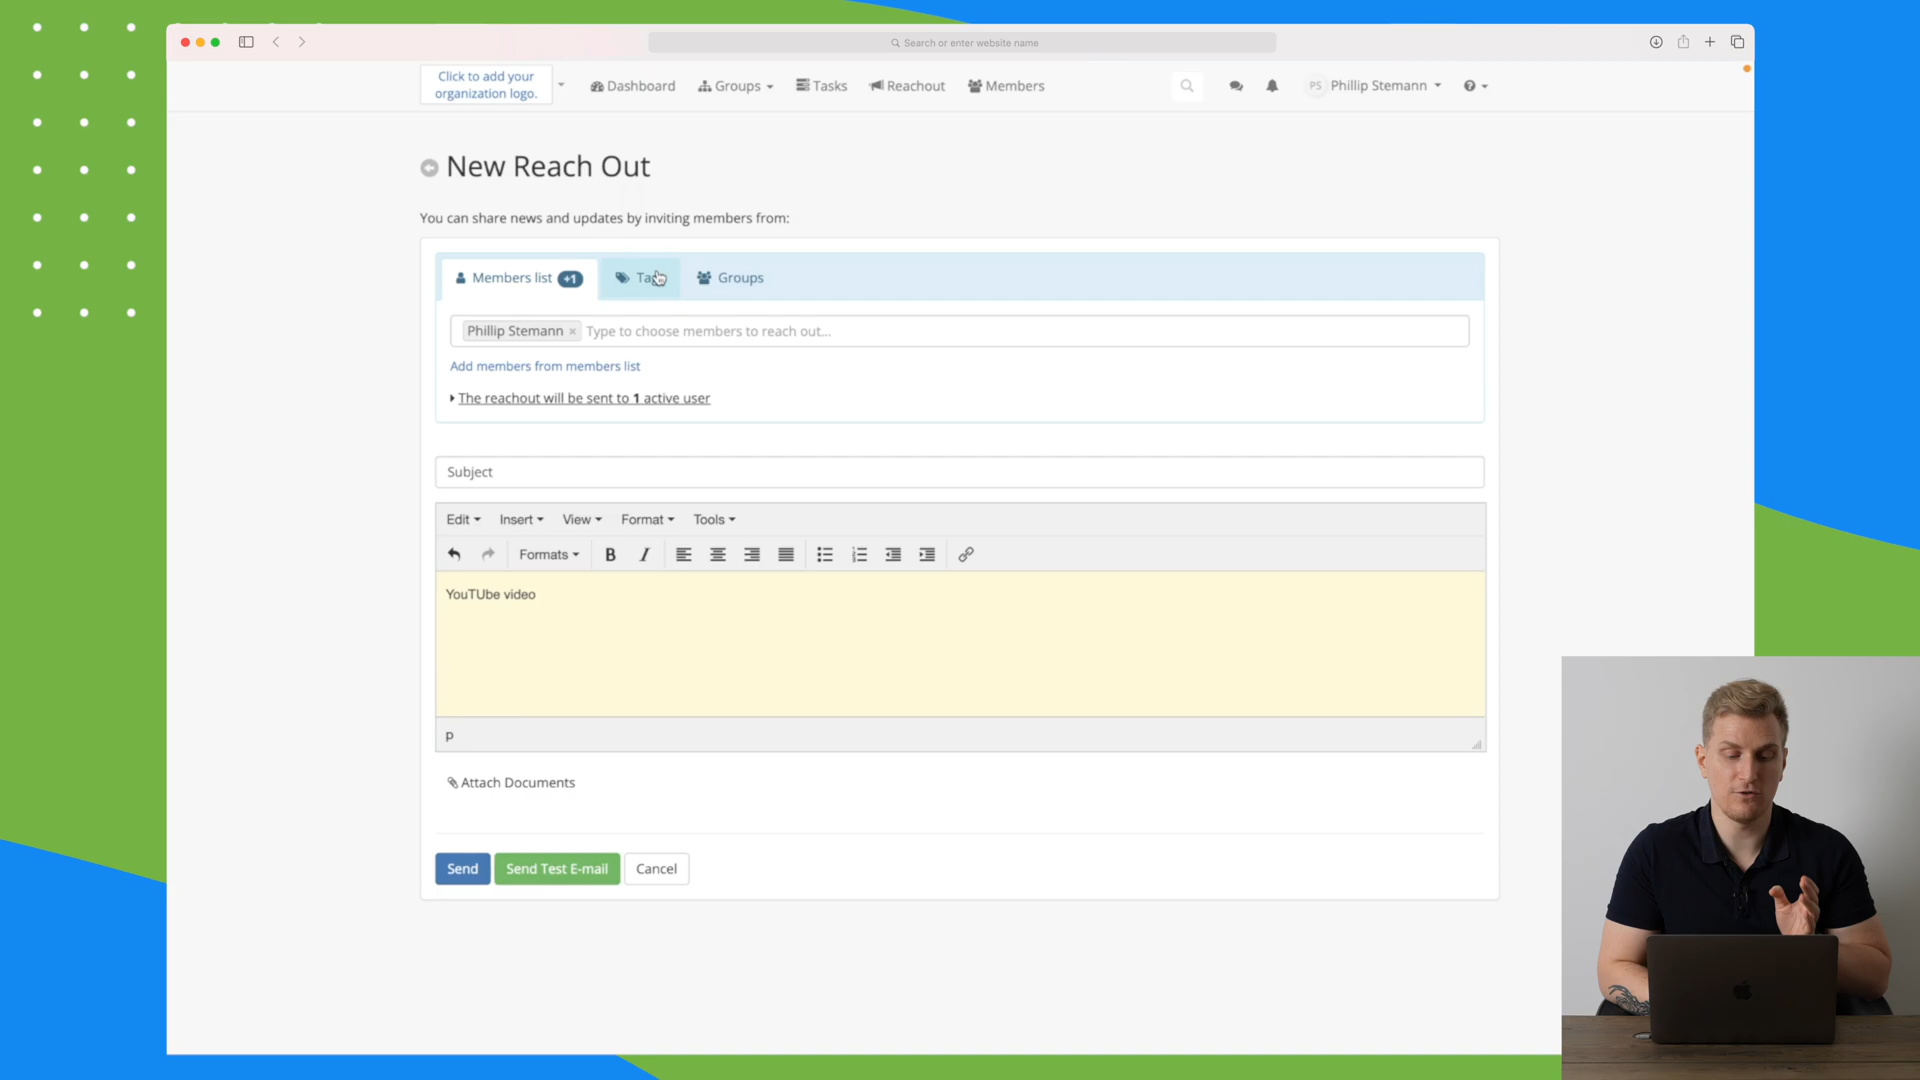 Search or enter website name
Click to add your
organization logo.
Dashboard
Groups
Tasks
Reachout
Members
PS
Phillip Stemann
New Reach Out
You can share news and updates by inviting members from:
Members list +1
Groups
Phillip Stemann × Type to choose members to reach out...
Add members from members list
The reachout will be sent to 1 active user
Subject
Edit
Insert
View
Format
Tools
Formats
B
I
YouTUbe video
p
Attach Documents
Send
Send Test E-mail
Cancel